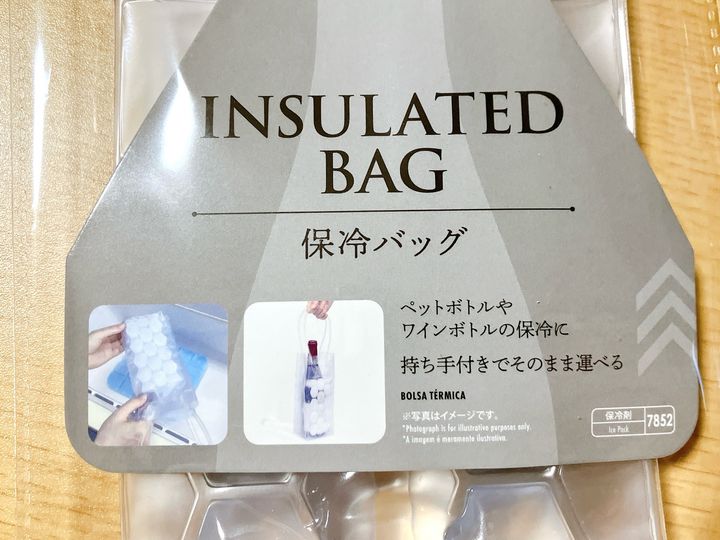 INSULATED
BAG
保冷バッグ
ペットボトルや
ワインボトルの保冷に
持ち手付きでそのまま運べる
BOLSA TÉRMICA
※写真はイメージです。
*Photograph is for illustrative purposes only.
*A imagem é meramente ilustrativa.
保冷剤
Ice Pack
7852